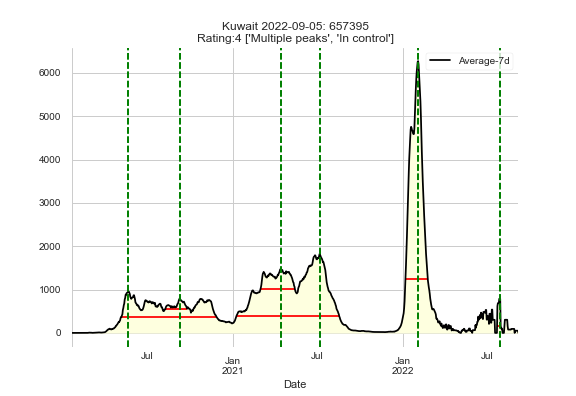 Kuwait 2022-09-05: 657395
Rating:4 ['Multiple peaks', 'In control']
Average-7d
6000
5000
4000
3000
2000
1000
0
Jul
Jan
2021
Jul
Jan
2022
Jul
Date